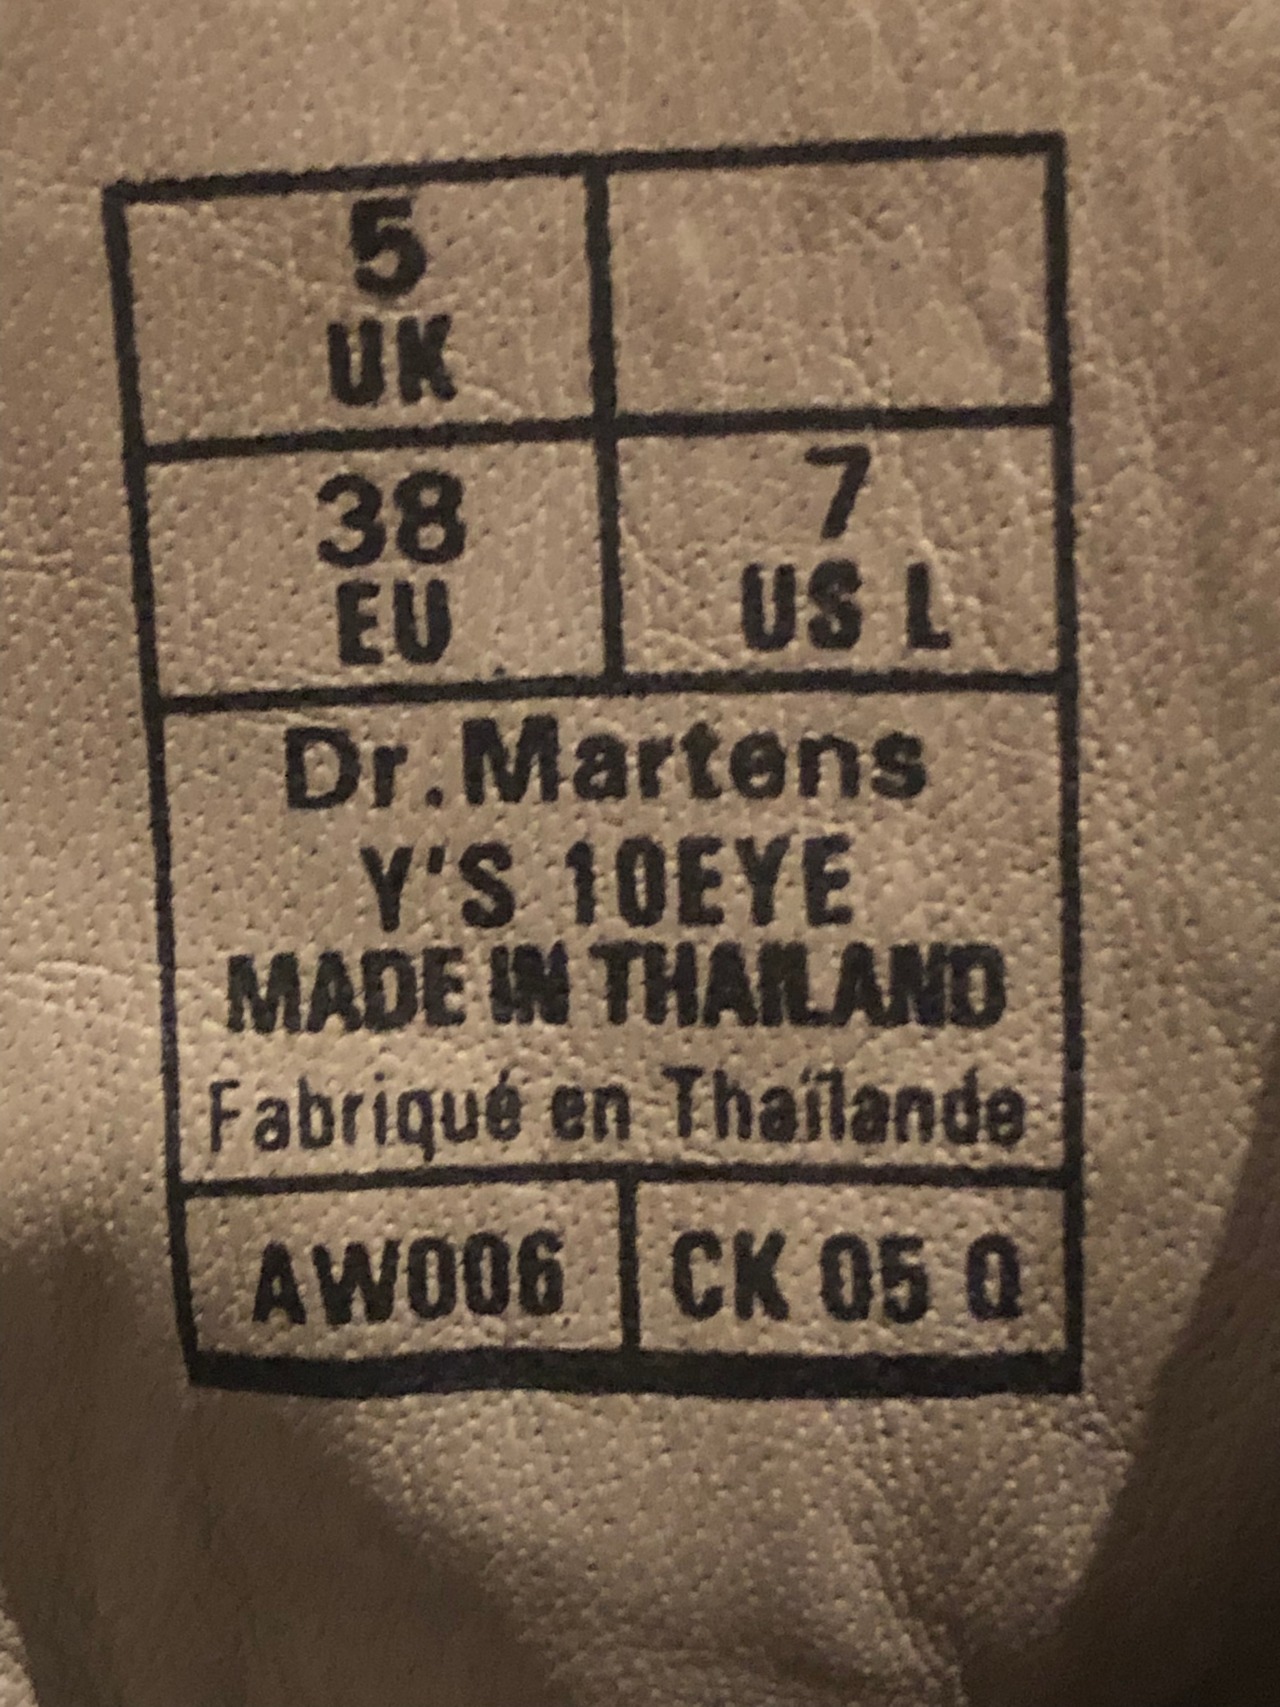 5
UK
38
EU
7
US L
Dr.Martens
Y'S 10EYE
MADE IN THAILAND
Fabriqué en Thaïlande
AW006
CK 05 Q